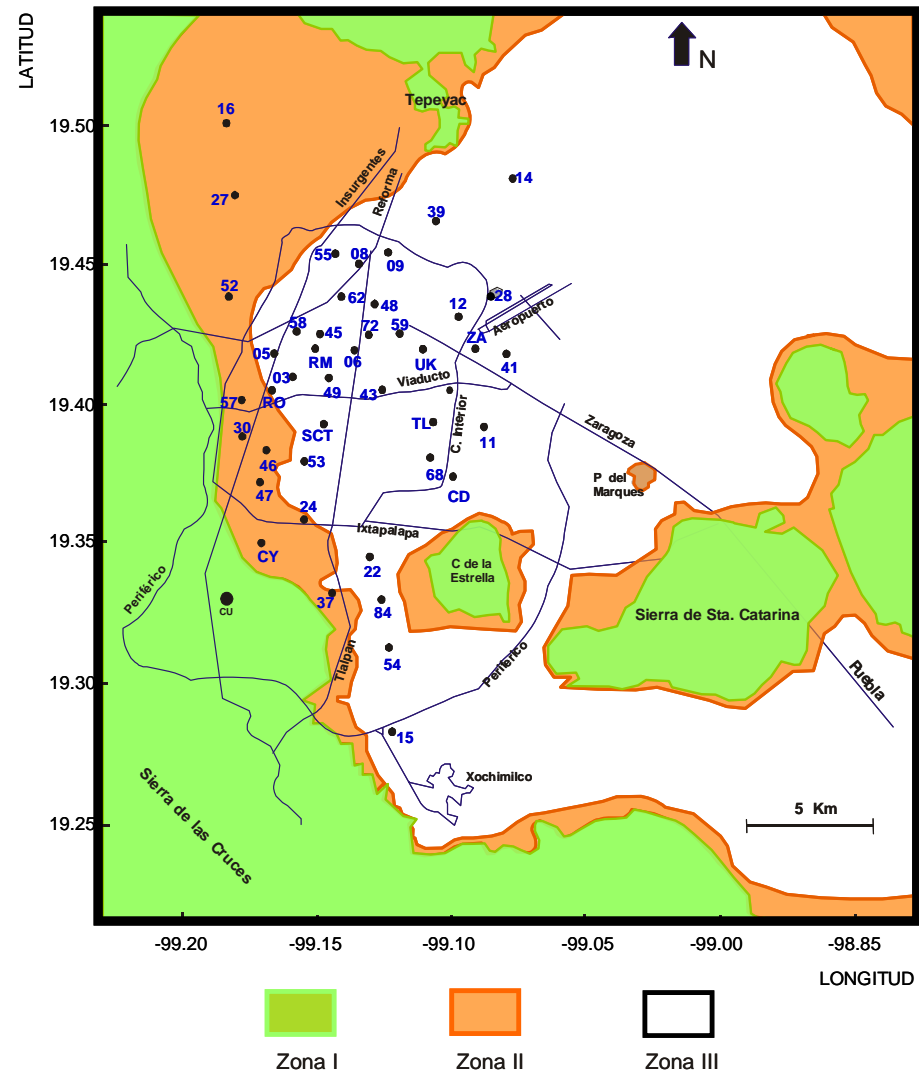 LATITUD
N
Tepeyac
16
19.50
Insurgentes
14
Reforma
27
39
55
08
09
19.45
52
62
48
12
28
Aeropuerto
58
45
72
59
ZA
05
RM
06
UK
41
03
49
Viaducto
RO
43
19.40
57
30
SCT
TL
C. Interior
11
Zaragoza
46
53
68
P del
Marques
47
CD
24
Ixtapalapa
19.35
CY
22
C de la
Estrella
Periférico
CU
37
84
Sierra de Sta. Catarina
54
Tlalpan
Periférico
19.30
Puebla
15
Xochimilco
Sierra de las Cruces
5 Km
19.25
-99.20
-99.15
-99.10
-99.05
-99.00
-98.85
LONGITUD
Zona I
Zona II
Zona III